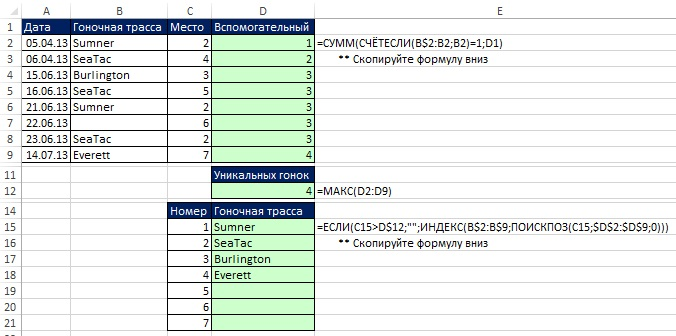 A B C D E
1 Дата Гоночная трасса Место Вспомогательный
2 05.04.13 Sumner 2 1 =СУММ(СЧЁТЕСЛИ(B$2:B2;B2)=1;D1)
3 06.04.13 SeaTac 4 2 ** Скопируйте формулу вниз
4 15.06.13 Burlington 3 3
5 16.06.13 SeaTac 5 3
6 21.06.13 Sumner 2 3
7 22.06.13 6 3
8 23.06.13 SeaTac 2 3
9 14.07.13 Everett 7 4
11 Уникальных гонок
12 4 =МАКС(D2:D9)
14 Номер Гоночная трасса
15 1 Sumner =ЕСЛИ(C15>D$12;"";ИНДЕКС(B$2:B$9;ПОИСКПОЗ(C15;$D$2:$D$9;0)))
16 2 SeaTac ** Скопируйте формулу вниз
17 3 Burlington
18 4 Everett
19 5
20 6
21 7